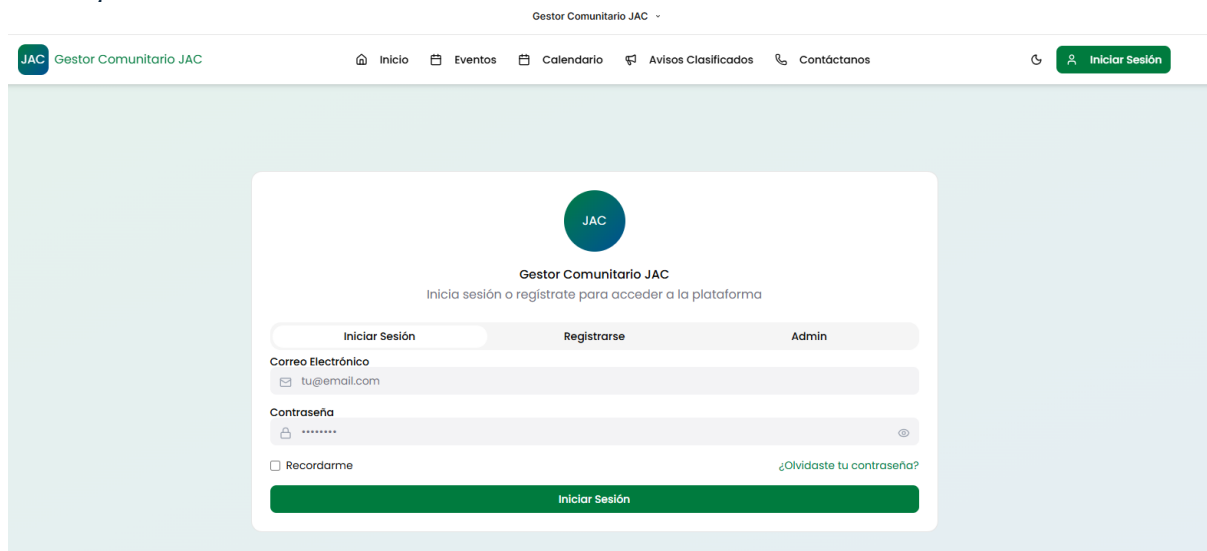 Gestor Comunitario JAC
JAC Gestor Comunitario JAC Inicio Eventos Calendario Avisos Clasificados Contáctanos Iniciar Sesión
JAC
Gestor Comunitario JAC
Inicia sesión o regístrate para acceder a la plataforma
Iniciar Sesión Registrarse Admin
Correo Electrónico
tu@email.com
Contraseña
••••••••
Recordarme ¿Olvidaste tu contraseña?
Iniciar Sesión